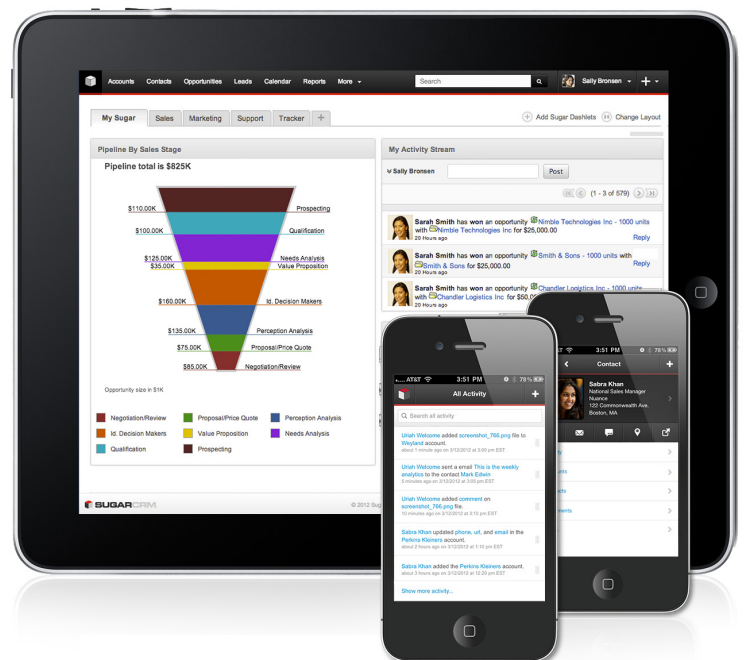 Accounts Contacts Opportunities Leads Calendar Reports More Search Sally Bronsen
My Sugar Sales Marketing Support Tracker Add Sugar Dashlets Change Layout
Pipeline By Sales Stage
Pipeline total is $825K
$110.00K Prospecting
$100.00K Qualification
$125.00K Needs Analysis
$35.00K Value Proposition
$160.00K Id. Decision Makers
$135.00K Perception Analysis
$75.00K Proposal/Price Quote
$85.00K Negotiation/Review
Opportunity size in $1K
Negotiation/Review Proposal/Price Quote Perception Analysis
Id. Decision Makers Value Proposition Needs Analysis
Qualification Prospecting
My Activity Stream
Sally Bronsen Post
(1 - 3 of 579)
Sarah Smith has won an opportunity Nimble Technologies Inc - 1000 units
with Nimble Technologies Inc for $25,000.00
20 Hours ago Reply
Sarah Smith has won an opportunity Smith & Sons - 1000 units with
Smith & Sons for $25,000.00
20 Hours ago Reply
Sarah Smith has won an opportunity Chandler Logistics Inc - 1000 units
with Chandler Logistics Inc for $50,
20 Hours ago
SUGARCRM
© 2012 Sug
AT&T 3:51 PM 78%
All Activity
Search all activity
Uriah Welcome added screenshot_766.png file to
Weyland account.
about 1 minute ago on 3/12/2012 at 3:00 pm EST
Uriah Welcome sent a email This is the weekly
analytics to the contact Mark Edwin
5 minutes ago on 3/12/2012 at 3:05 pm EST
Uriah Welcome added comment on
screenshot_766.png file.
10 minutes ago on 3/12/2012 at 3:10 pm EST
Sabra Khan updated phone, url, and email in the
Perkins Kleiners account.
about 2 hours ago on 3/12/2012 at 1:10 pm EST
Sabra Khan added the Perkins Kleiners account.
about 3 hours ago on 3/12/2012 at 12:20 pm EST
Show more activity...
3:51 PM 78%
Contact
Sabra Khan
National Sales Manager
Nuance
122 Commonwealth Ave.
Boston, MA